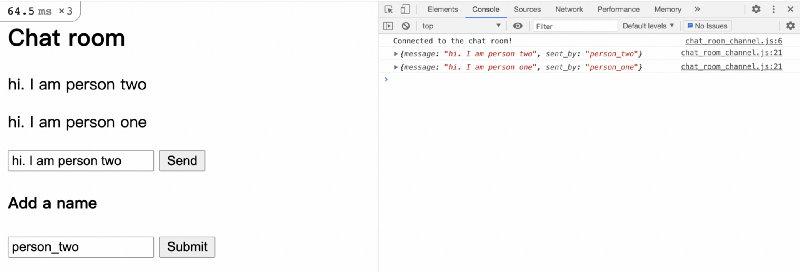 64.5 ms ×3
Chat room
hi. I am person two
hi. I am person one
hi. I am person two Send
Add a name
person_two Submit
Elements Console Sources Network Performance Memory »
top Filter Default levels ▼ No Issues
Connected to the chat room! chat_room_channel.js:6
▶{message: "hi. I am person two", sent_by: "person_two"} chat_room_channel.js:21
▶{message: "hi. I am person one", sent_by: "person_one"} chat_room_channel.js:21
›